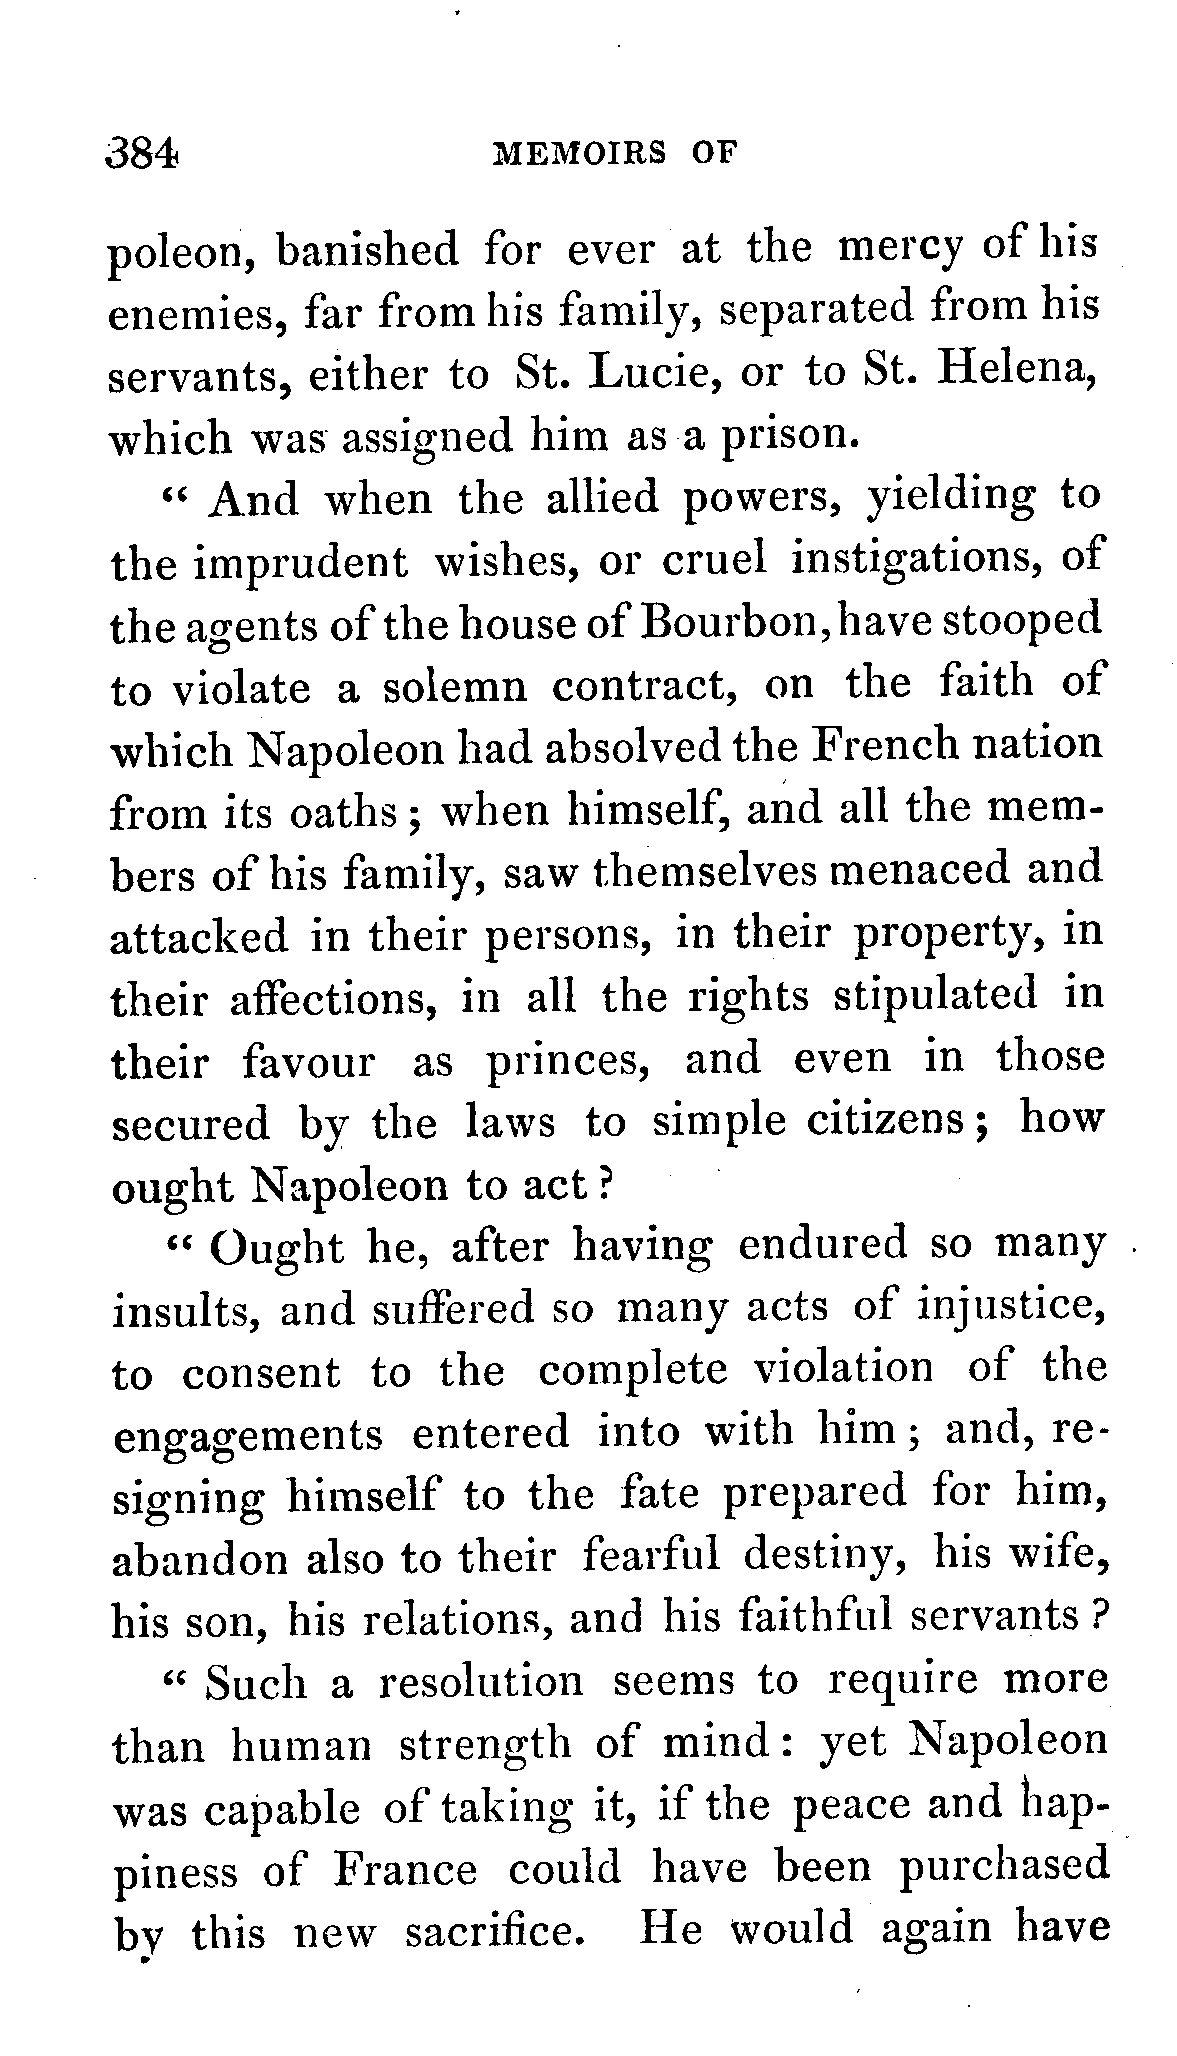 384 MEMOIRS OF
poleon, banished for ever at the mercy of his
enemies, far from his family, separated from his
servants, either to St. Lucie, or to St. Helena,
which was assigned him as a prison.
“ And when the allied powers, yielding to
the imprudent wishes, or cruel instigations, of
the agents of the house of Bourbon, have stooped
to violate a solemn contract, on the faith of
which Napoleon had absolved the French nation
from its oaths ; when himself, and all the mem-
bers of his family, saw themselves menaced and
attacked in their persons, in their property, in
their affections, in all the rights stipulated in
their favour as princes, and even in those
secured by the laws to simple citizens ; how
ought Napoleon to act ?
“ Ought he, after having endured so many
insults, and suffered so many acts of injustice,
to consent to the complete violation of the
engagements entered into with him ; and, re-
signing himself to the fate prepared for him,
abandon also to their fearful destiny, his wife,
his son, his relations, and his faithful servants ?
“ Such a resolution seems to require more
than human strength of mind : yet Napoleon
was capable of taking it, if the peace and hap-
piness of France could have been purchased
by this new sacrifice. He would again have